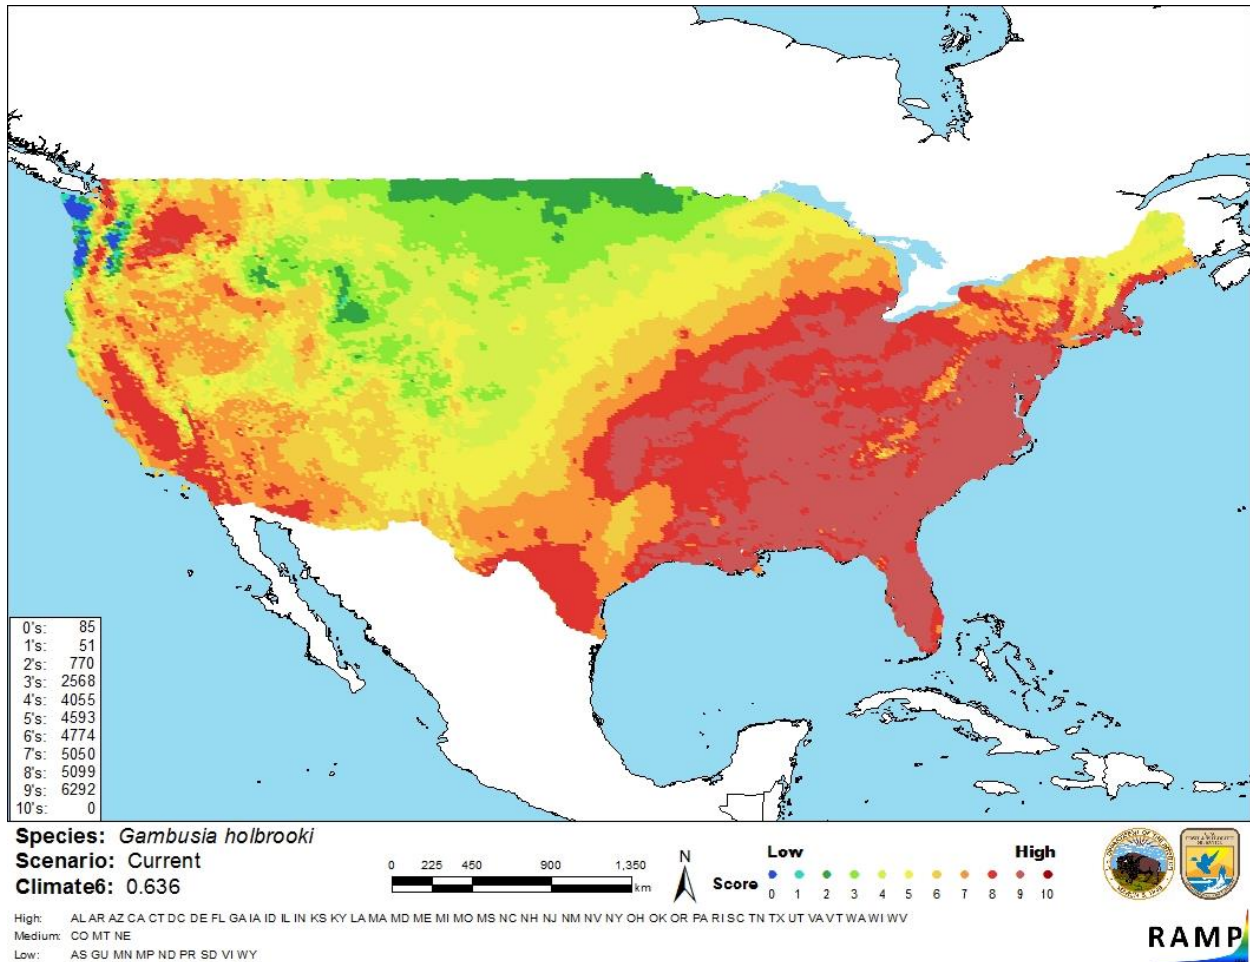 0's: 85
1's: 51
2's: 770
3's: 2568
4's: 4055
5's: 4593
6's: 4774
7's: 5050
8's: 5099
9's: 6292
10's: 0
Species: Gambusia holbrooki
Scenario: Current
Climate6: 0.636
0 225 450 900 1,350
km
N
Low High
Score
0 1 2 3 4 5 6 7 8 9 10
High: AL AR AZ CA CT DC DE FL GA IA ID IL IN KS KY LA MA MD ME MI MO MS NC NH NJ NM NV NY OH OK OR PA RI SC TN TX UT VA VT WA WI WV
Medium: CO MT NE
Low: AS GU MN MP ND PR SD VI WY
RAMP